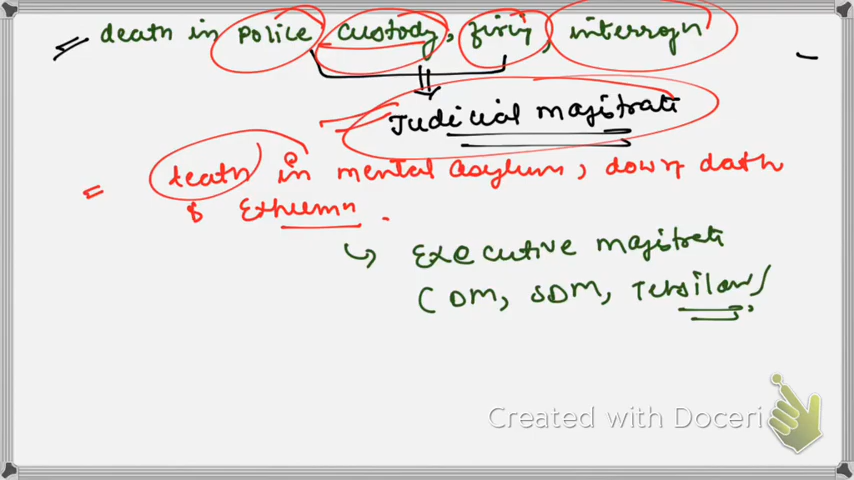 death in police custody, firing, interrogn
Judicial magistrate
= death in mental asylum, dowry dath
& Exhumn.
↳ Executive magistrate
(DM, SDM, Tehsildar)
Created with Doceri